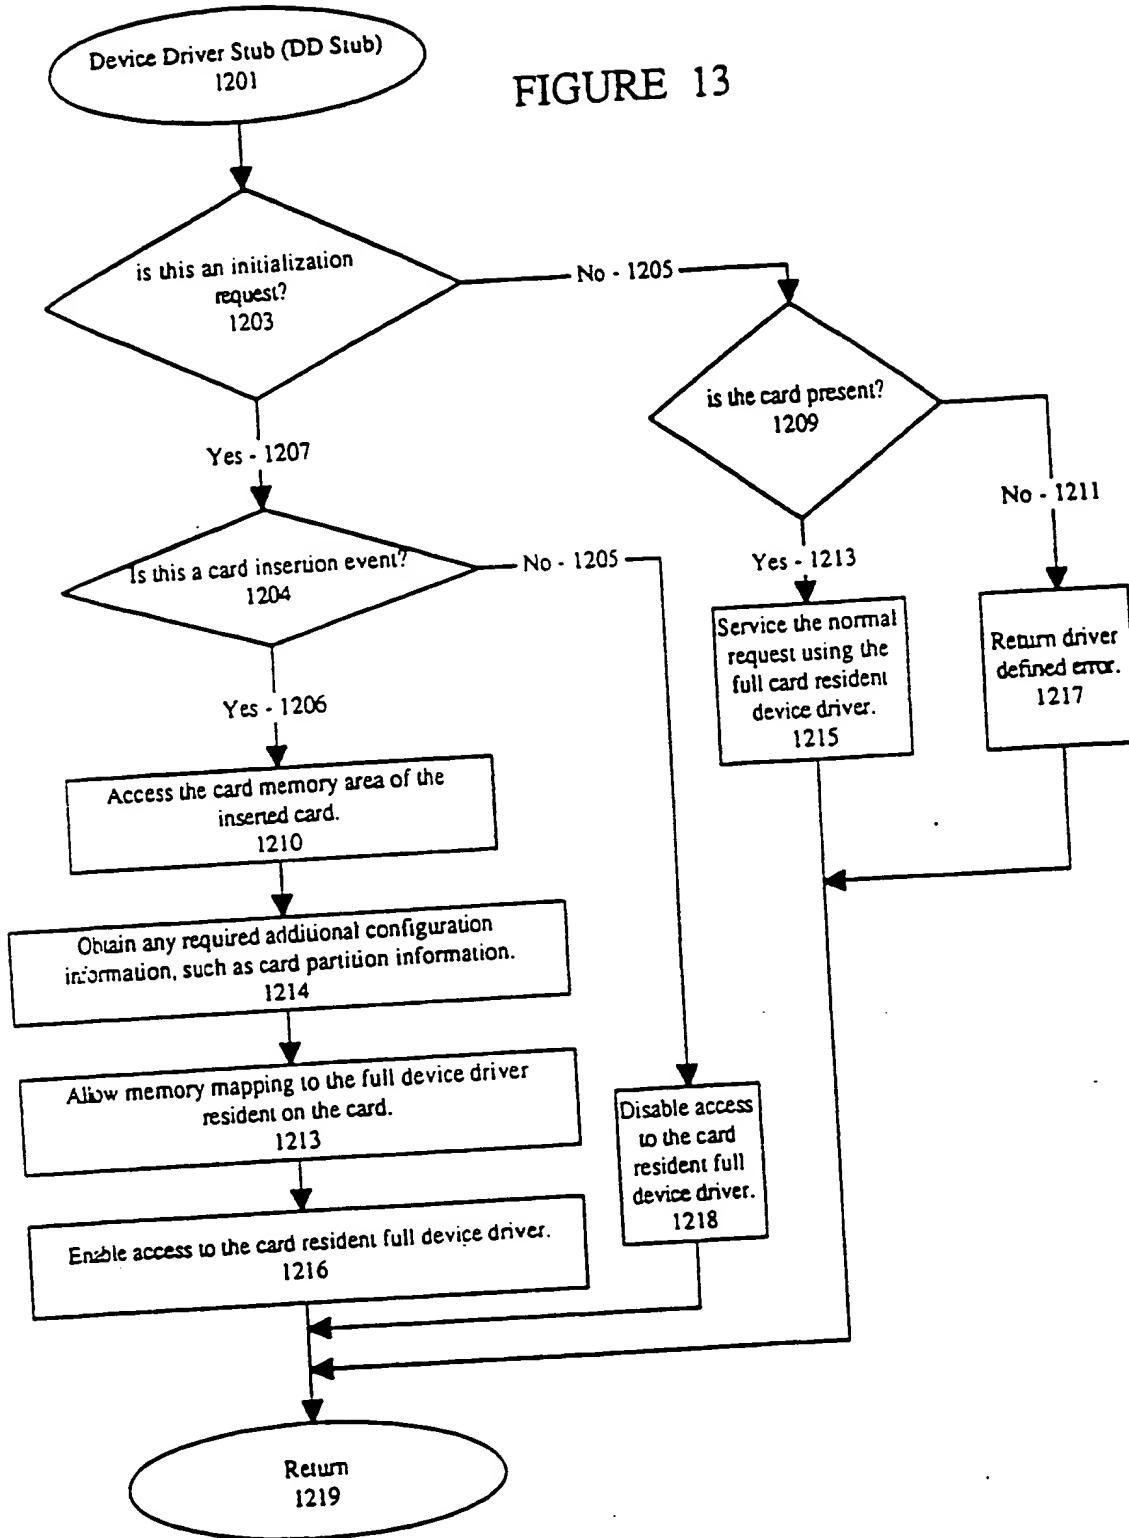 Device Driver Stub (DD Stub)
1201
FIGURE 13
is this an initialization
request?
1203
No - 1205
is the card present?
1209
Yes - 1207
No - 1211
Is this a card insertion event?
1204
No - 1205
Yes - 1213
Service the normal
request using the
full card resident
device driver.
1215
Return driver
defined error.
1217
Yes - 1206
Access the card memory area of the
inserted card.
1210
Obtain any required additional configuration
information, such as card partition information.
1214
Allow memory mapping to the full device driver
resident on the card.
1213
Disable access
to the card
resident full
device driver.
1218
Enable access to the card resident full device driver.
1216
Return
1219